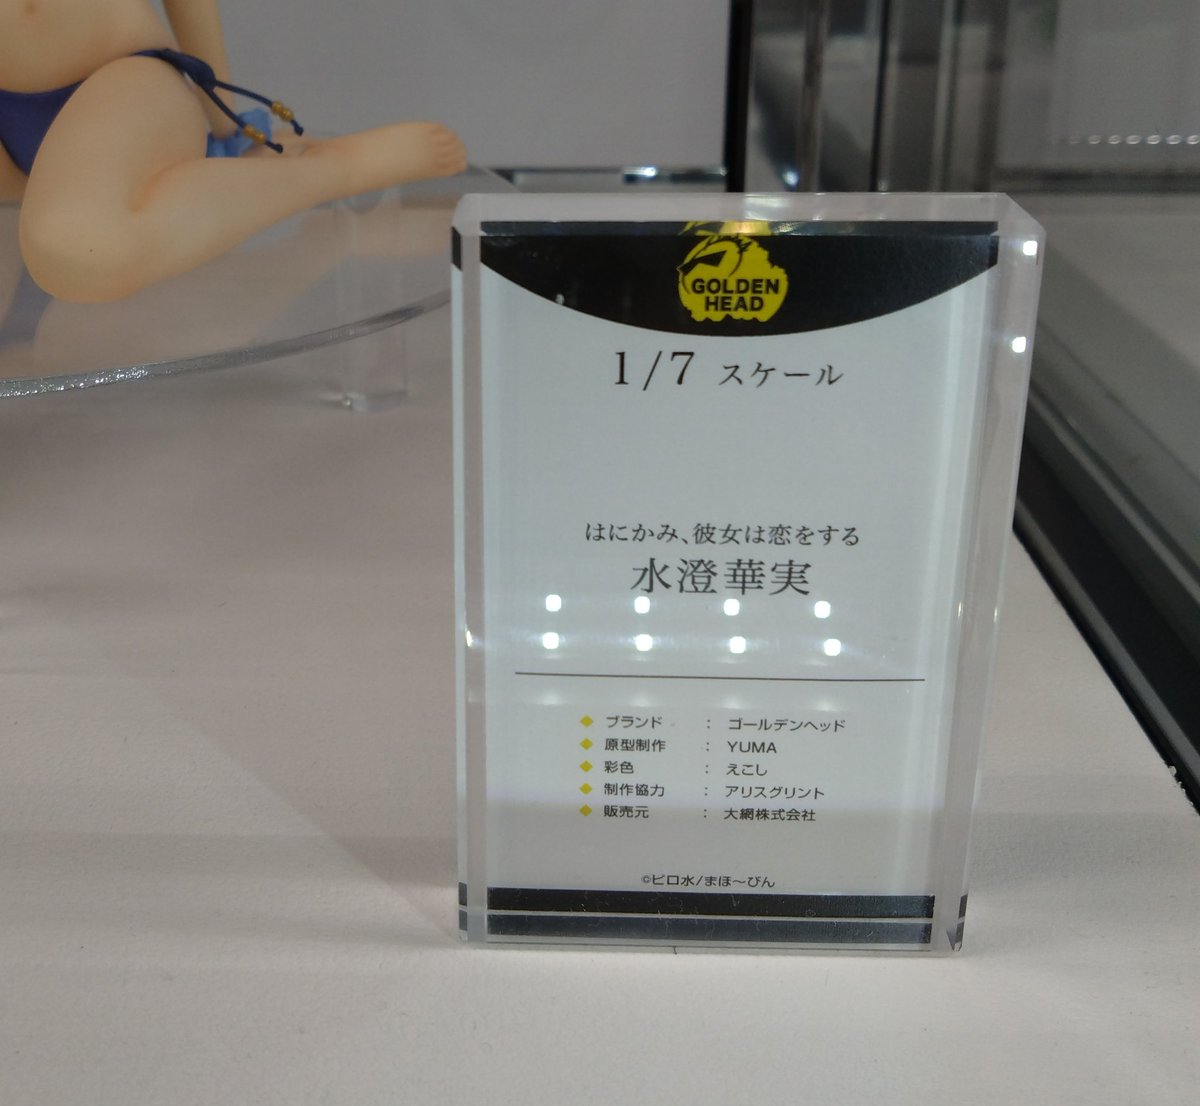 GOLDEN
HEAD
1/7 スケール
はにかみ、彼女は恋をする
水澄華実
◆ ブランド : ゴールデンヘッド
◆ 原型制作 : YUMA
◆ 彩色 : えこし
◆ 制作協力 : アリスグリント
◆ 販売元 : 大網株式会社
©ピロ水/まほ～びん